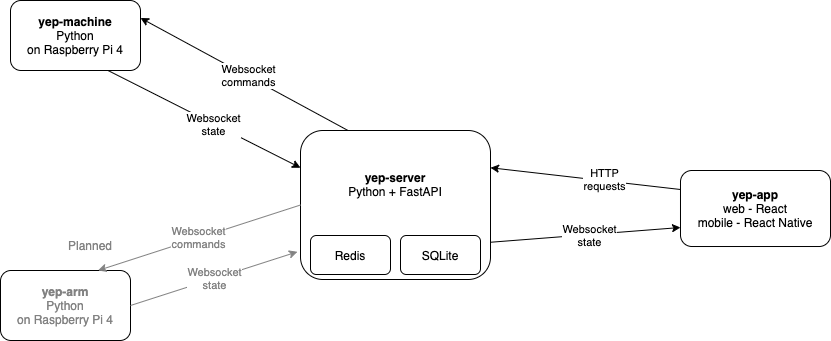 yep-machine
Python
on Raspberry Pi 4
Websocket
commands
Websocket
state
yep-server
Python + FastAPI
Redis
SQLite
HTTP
requests
Websocket
state
yep-app
web - React
mobile - React Native
Planned
Websocket
commands
Websocket
state
yep-arm
Python
on Raspberry Pi 4